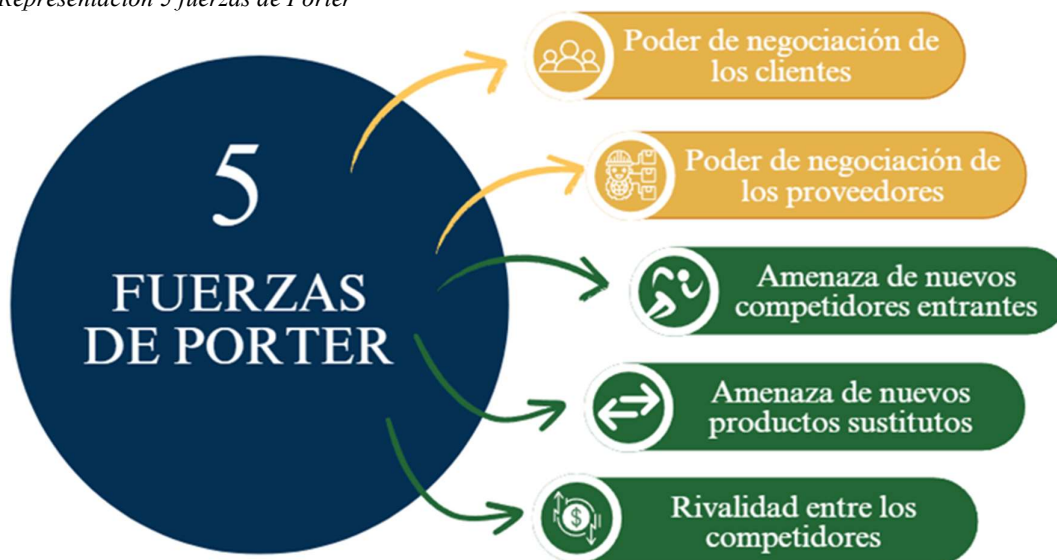 Representación 5 fuerzas de Porter
5
FUERZAS
DE PORTER
Poder de negociación de
los clientes
Poder de negociación de
los proveedores
Amenaza de nuevos
competidores entrantes
Amenaza de nuevos
productos sustitutos
Rivalidad entre los
competidores